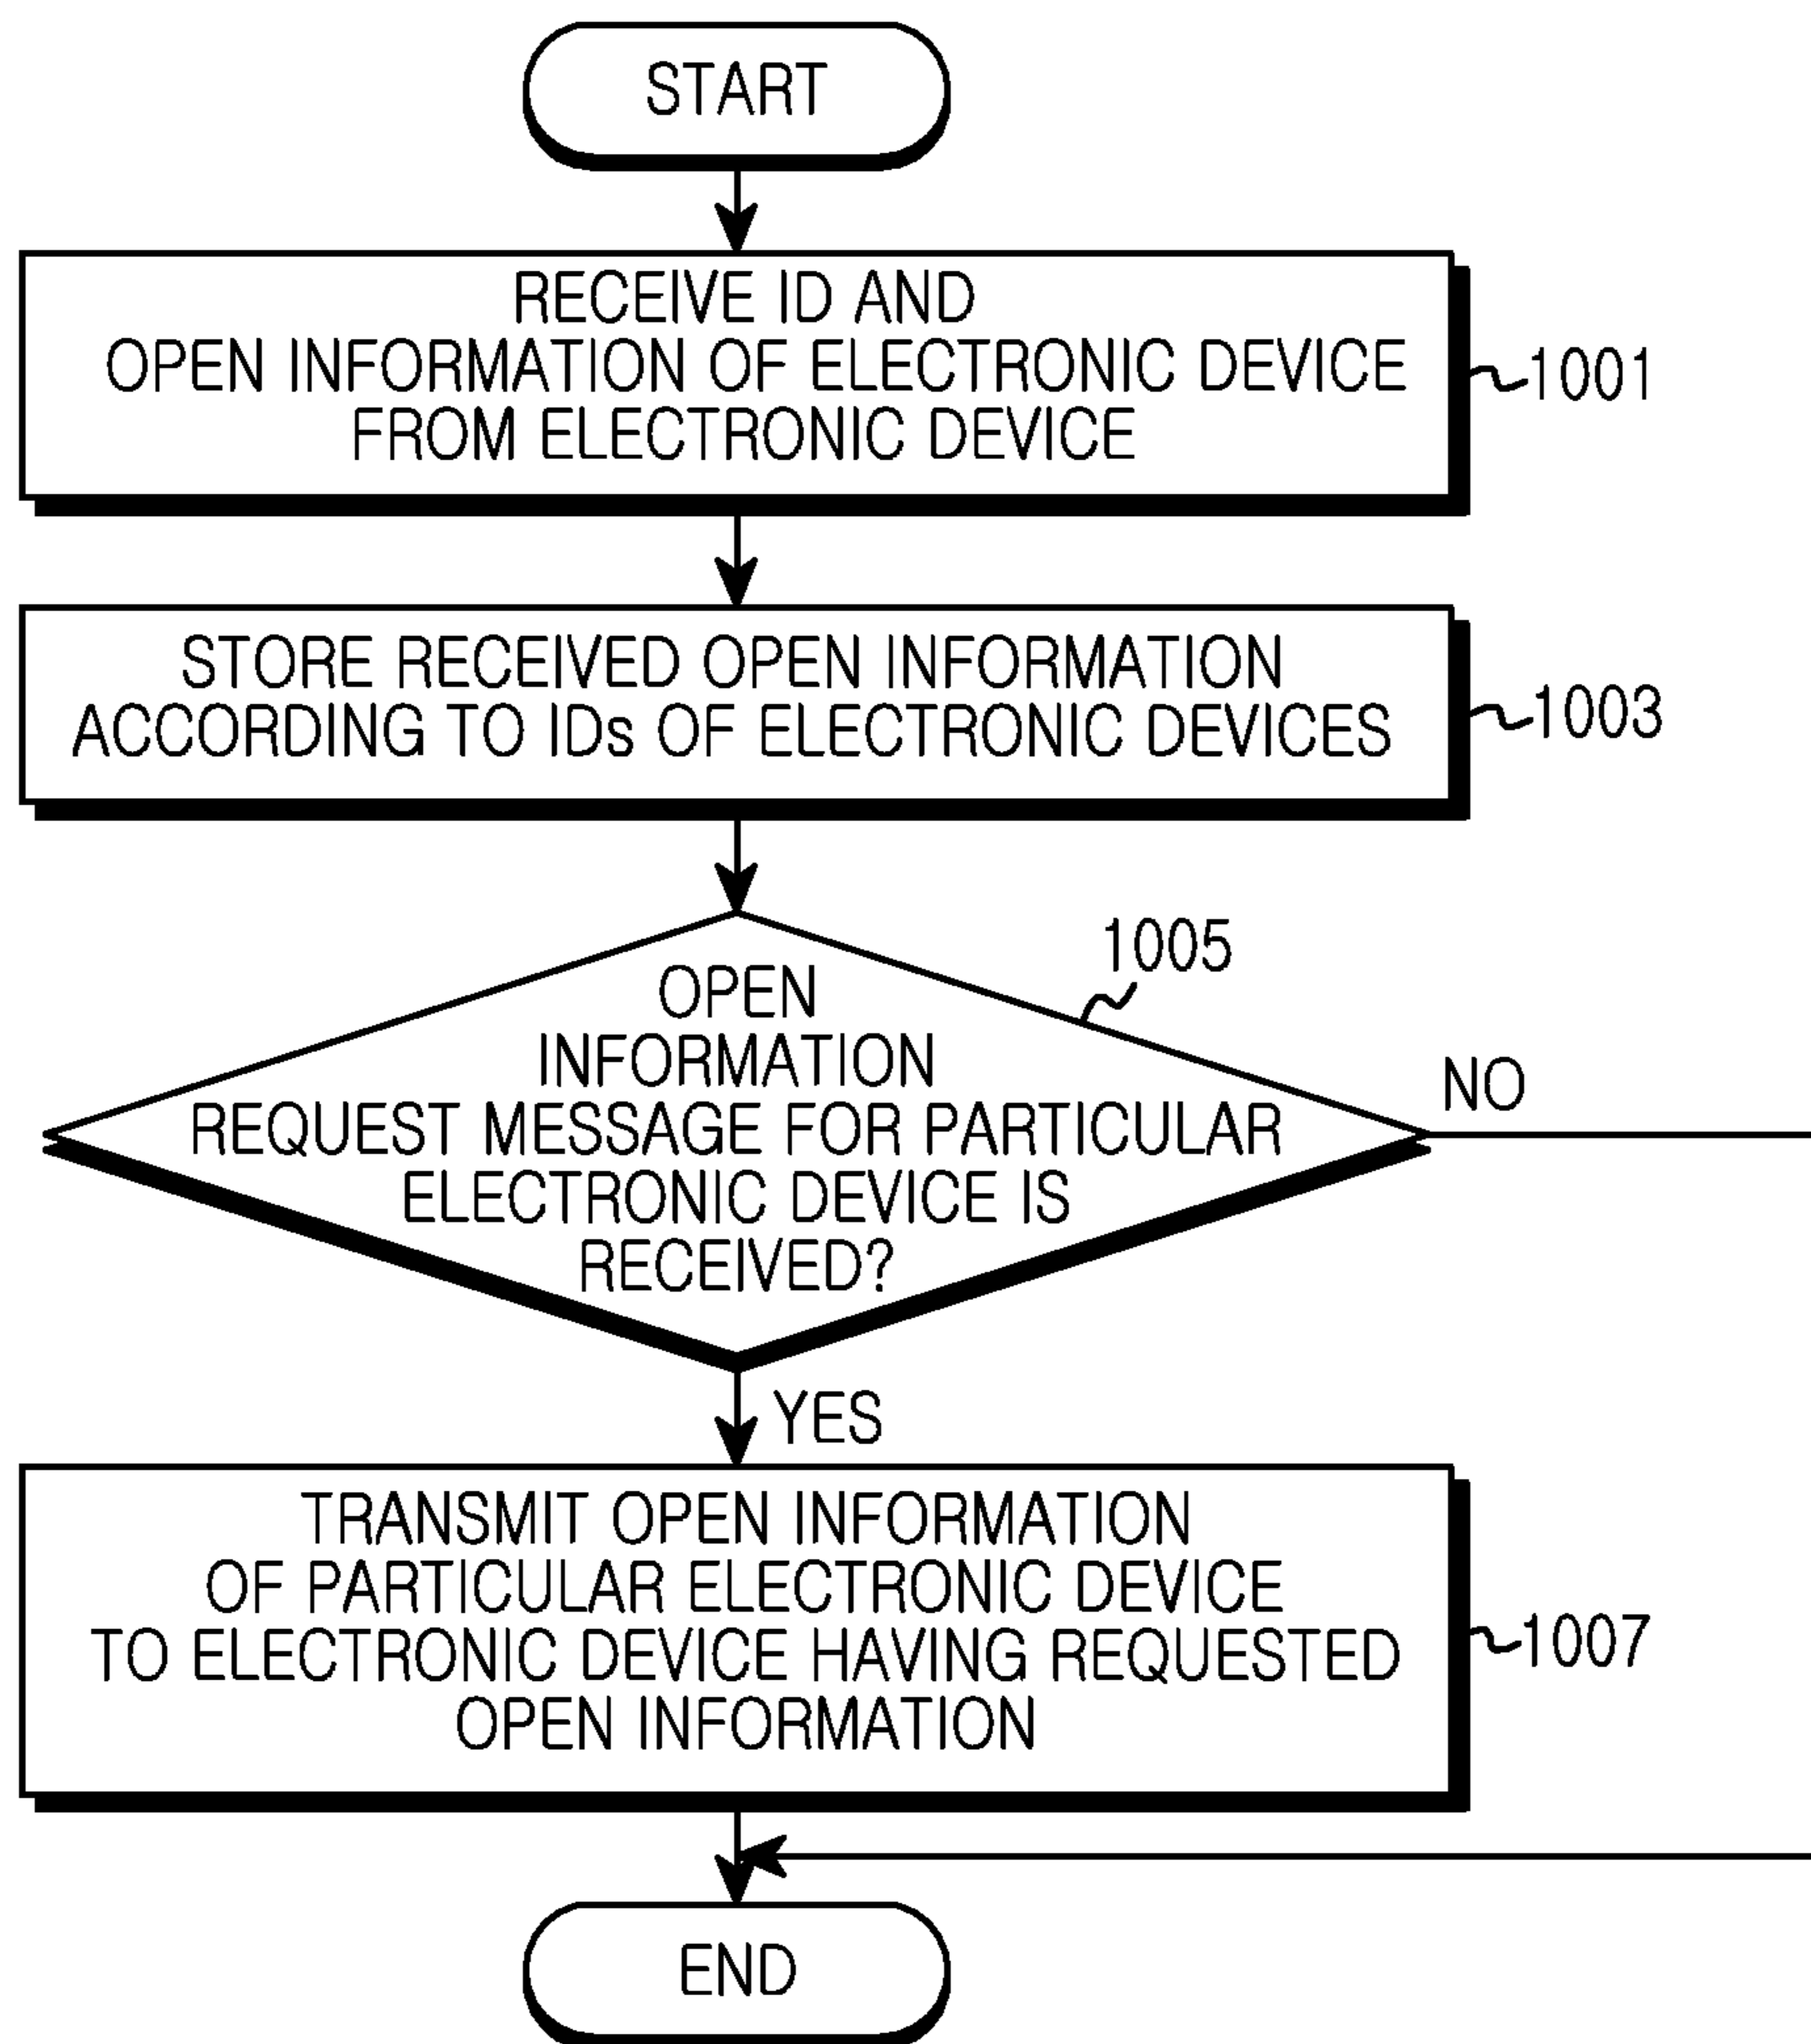 START
RECEIVE ID AND
OPEN INFORMATION OF ELECTRONIC DEVICE
FROM ELECTRONIC DEVICE
1001
STORE RECEIVED OPEN INFORMATION
ACCORDING TO IDs OF ELECTRONIC DEVICES
1003
1005
OPEN
INFORMATION
REQUEST MESSAGE FOR PARTICULAR
ELECTRONIC DEVICE IS
RECEIVED?
NO
YES
TRANSMIT OPEN INFORMATION
OF PARTICULAR ELECTRONIC DEVICE
TO ELECTRONIC DEVICE HAVING REQUESTED
OPEN INFORMATION
1007
END